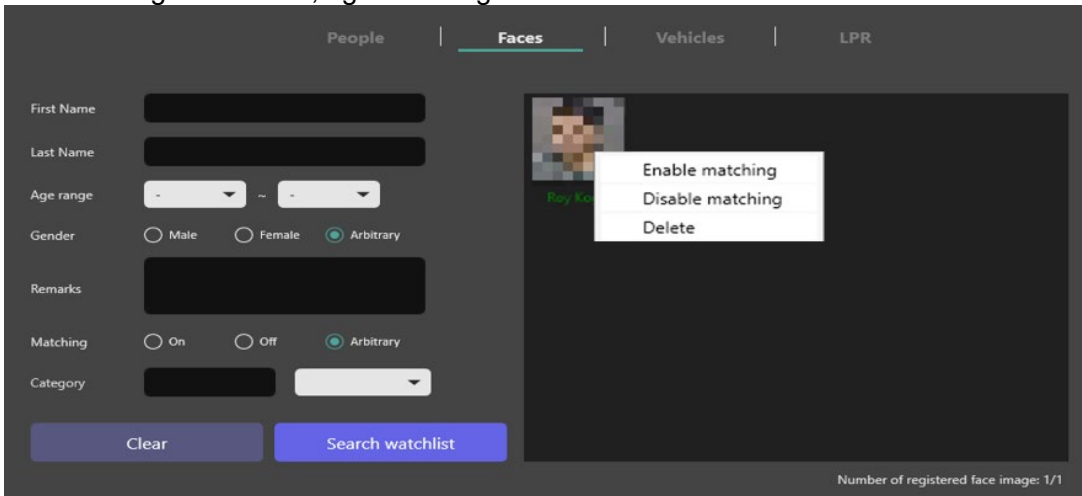 People | Faces | Vehicles | LPR
First Name
Last Name
Age range - ~ -
Gender Male Female Arbitrary
Remarks
Matching On Off Arbitrary
Category
Clear Search watchlist
Roy
Enable matching
Disable matching
Delete
Number of registered face image: 1/1